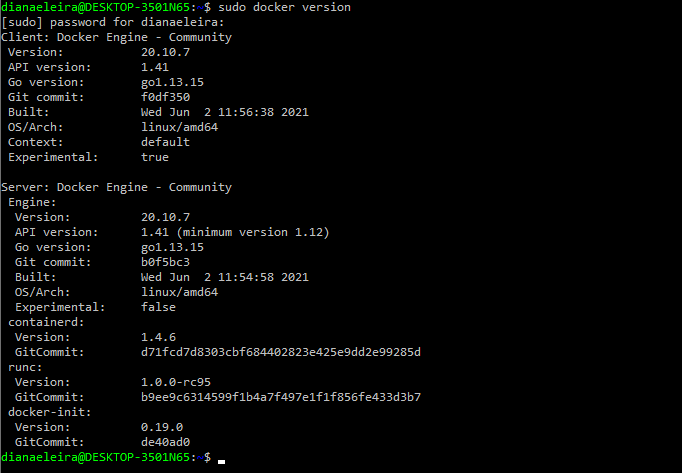 dianaeleira@DESKTOP-3501N65:~$ sudo docker version
[sudo] password for dianaeleira:
Client: Docker Engine - Community
 Version:           20.10.7
 API version:       1.41
 Go version:        go1.13.15
 Git commit:        f0df350
 Built:             Wed Jun  2 11:56:38 2021
 OS/Arch:           linux/amd64
 Context:           default
 Experimental:      true

Server: Docker Engine - Community
 Engine:
  Version:          20.10.7
  API version:      1.41 (minimum version 1.12)
  Go version:       go1.13.15
  Git commit:       b0f5bc3
  Built:            Wed Jun  2 11:54:58 2021
  OS/Arch:          linux/amd64
  Experimental:     false
 containerd:
  Version:          1.4.6
  GitCommit:        d71fcd7d8303cbf684402823e425e9dd2e99285d
 runc:
  Version:          1.0.0-rc95
  GitCommit:        b9ee9c6314599f1b4a7f497e1f1f856fe433d3b7
 docker-init:
  Version:          0.19.0
  GitCommit:        de40ad0
dianaeleira@DESKTOP-3501N65:~$